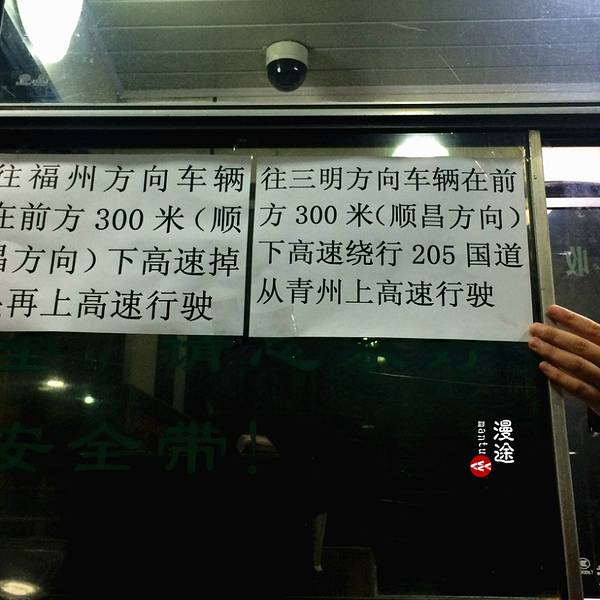 往福州方向车辆
在前方 300 米（顺
昌方向）下高速掉
再上高速行驶
往三明方向车辆在前
方 300 米（顺昌方向）
下高速绕行 205 国道
从青州上高速行驶
安全带！
收
漫途
mantu